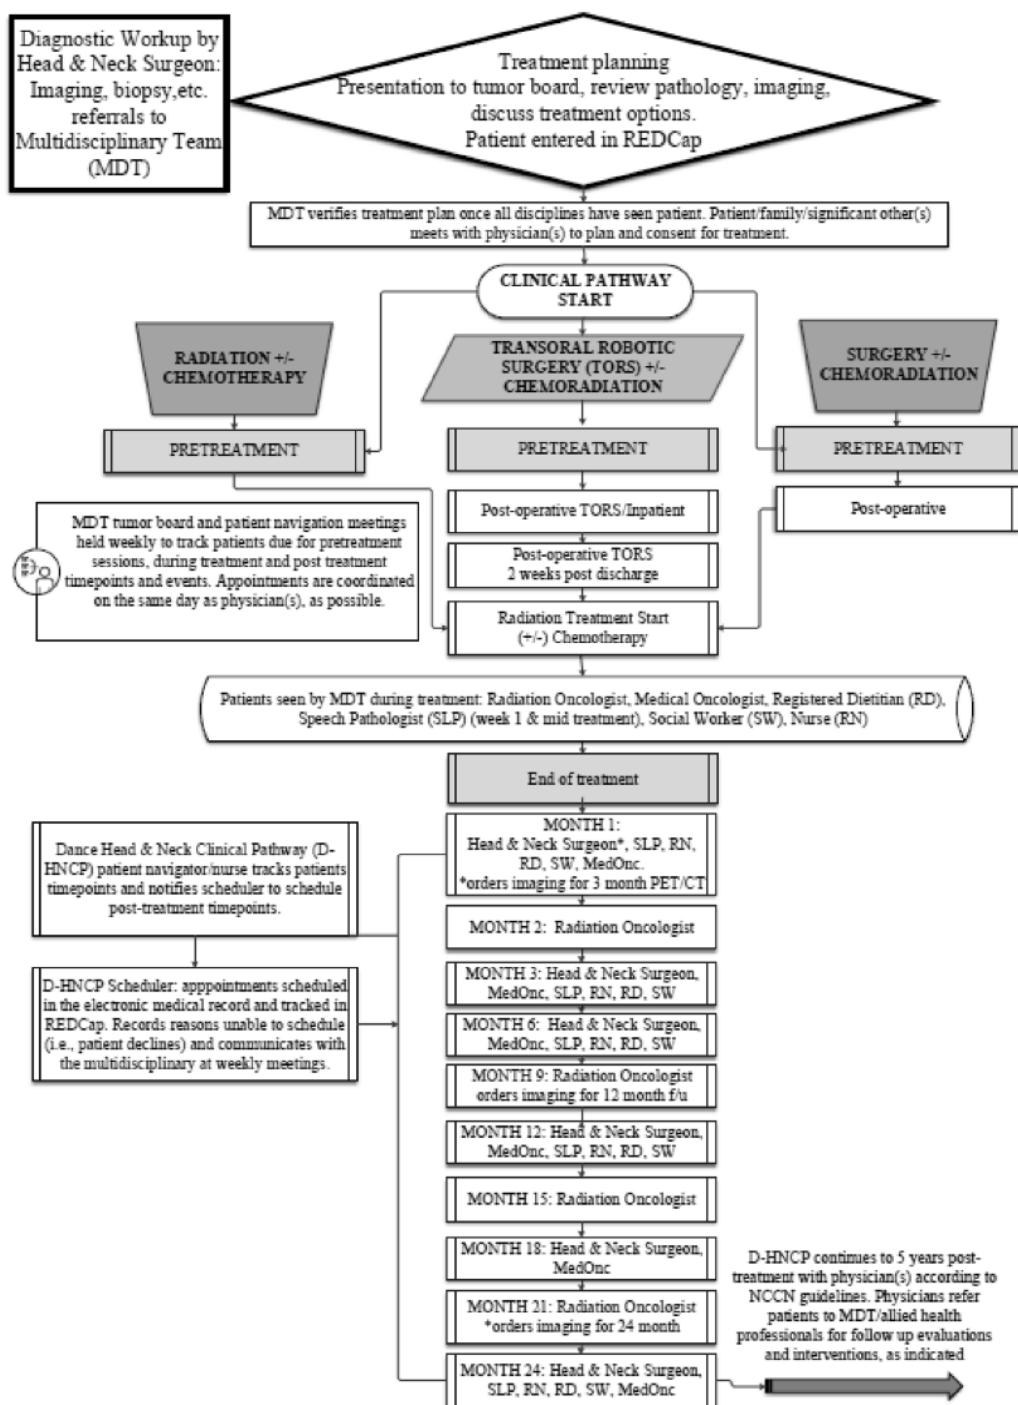 Diagnostic Workup by
Head & Neck Surgeon:
Imaging, biopsy,etc.
referrals to
Multidisciplinary Team
(MDT)
Treatment planning
Presentation to tumor board, review pathology, imaging,
discuss treatment options.
Patient entered in REDCap
MDT verifies treatment plan once all disciplines have seen patient. Patient/family/significant other(s)
meets with physician(s) to plan and consent for treatment.
CLINICAL PATHWAY
START
RADIATION +/-
CHEMOTHERAPY
TRANSORAL ROBOTIC
SURGERY (TORS) +/-
CHEMORADIATION
SURGERY +/-
CHEMORADIATION
PRETREATMENT
PRETREATMENT
PRETREATMENT
MDT tumor board and patient navigation meetings
held weekly to track patients due for pretreatment
sessions, during treatment and post treatment
timepoints and events. Appointments are coordinated
on the same day as physician(s), as possible.
Post-operative TORS/Inpatient
Post-operative
Post-operative TORS
2 weeks post discharge
Radiation Treatment Start
(+/-) Chemotherapy
Patients seen by MDT during treatment: Radiation Oncologist, Medical Oncologist, Registered Dietitian (RD),
Speech Pathologist (SLP) (week 1 & mid treatment), Social Worker (SW), Nurse (RN)
End of treatment
MONTH 1:
Head & Neck Surgeon*, SLP, RN,
RD, SW, MedOnc.
*orders imaging for 3 month PET/CT
Dance Head & Neck Clinical Pathway (D-
HNCP) patient navigator/nurse tracks patients
timepoints and notifies scheduler to schedule
post-treatment timepoints.
MONTH 2: Radiation Oncologist
MONTH 3: Head & Neck Surgeon,
MedOnc, SLP, RN, RD, SW
D-HNCP Scheduler: apppointments scheduled
in the electronic medical record and tracked in
REDCap. Records reasons unable to schedule
(i.e., patient declines) and communicates with
the multidisciplinary at weekly meetings.
MONTH 6: Head & Neck Surgeon,
MedOnc, SLP, RN, RD, SW
MONTH 9: Radiation Oncologist
orders imaging for 12 month f/u
MONTH 12: Head & Neck Surgeon,
MedOnc, SLP, RN, RD, SW
MONTH 15: Radiation Oncologist
MONTH 18: Head & Neck Surgeon,
MedOnc
MONTH 21: Radiation Oncologist
*orders imaging for 24 month
MONTH 24: Head & Neck Surgeon,
SLP, RN, RD, SW, MedOnc
D-HNCP continues to 5 years post-
treatment with physician(s) according to
NCCN guidelines. Physicians refer
patients to MDT/allied health
professionals for follow up evaluations
and interventions, as indicated